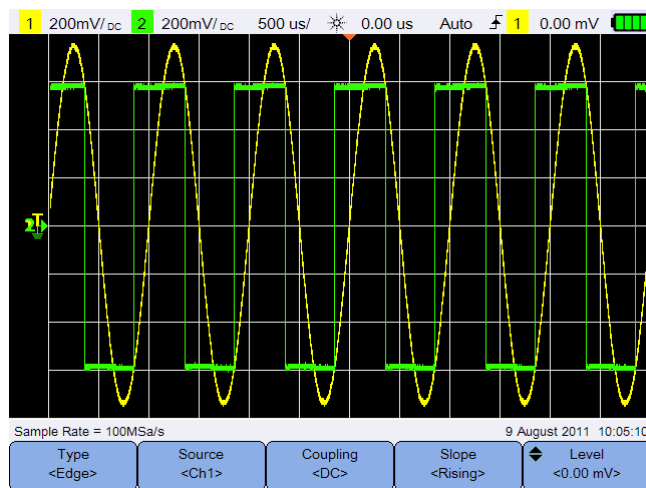 1 200mV/ DC 2 200mV/ DC 500 us/ 0.00 us Auto 1 0.00 mV
2 T
Sample Rate = 100MSa/s 9 August 2011 10:05:10
Type Source Coupling Slope Level
<Edge> <Ch1> <DC> <Rising> <0.00 mV>